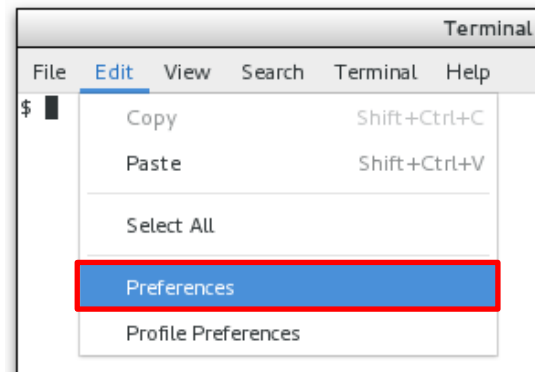 Terminal
File Edit View Search Terminal Help
$
Copy Shift+Ctrl+C
Paste Shift+Ctrl+V
Select All
Preferences
Profile Preferences